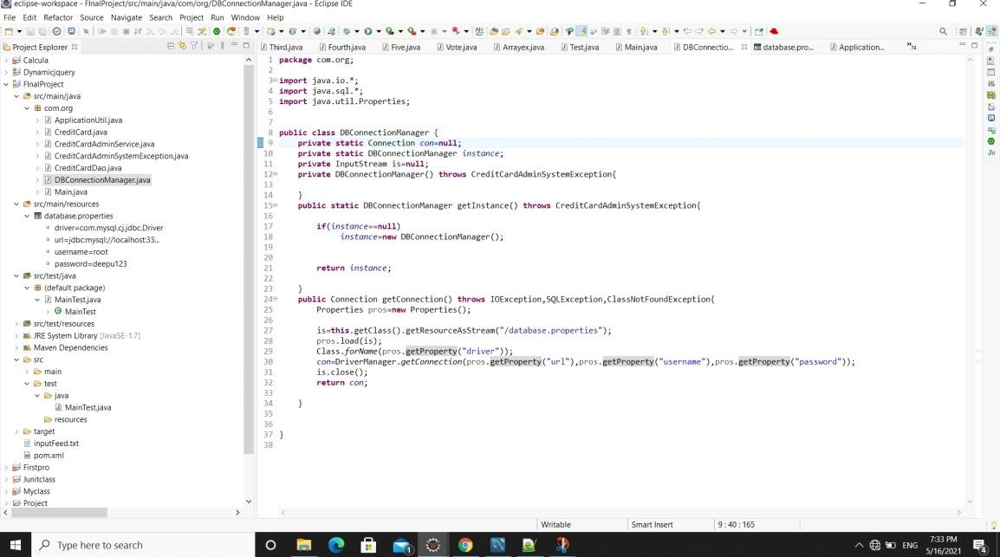 eclipse-workspace - FInalProject/src/main/java/com/org/DBConnectionManager.java - Eclipse IDE
File Edit Refactor Source Navigate Search Project Run Window Help
Project Explorer
Third.java Fourth.java Five.java Vote.java Arrayex.java Test.java Main.java DBConnectio... database.pro... Application... »74
Calcula
Dynamicjquery
FInalProject
src/main/java
com.org
ApplicationUtil.java
CreditCard.java
CreditCardAdminService.java
CreditCardAdminSystemException.java
CreditCardDao.java
DBConnectionManager.java
Main.java
src/main/resources
database.properties
driver=com.mysql.cj.jdbc.Driver
url=jdbc:mysql://localhost:33...
username=root
password=deepu123
src/test/java
(default package)
MainTest.java
MainTest
src/test/resources
JRE System Library [JavaSE-1.7]
Maven Dependencies
src
main
test
java
MainTest.java
resources
target
inputFeed.txt
pom.xml
Firstpro
Junitclass
Myclass
Project
1 package com.org;
2
3 import java.io.*;
4 import java.sql.*;
5 import java.util.Properties;
6
7
8 public class DBConnectionManager {
9 private static Connection con=null;
10 private static DBConnectionManager instance;
11 private InputStream is=null;
12 private DBConnectionManager() throws CreditCardAdminSystemException{
13
14 }
15 public static DBConnectionManager getInstance() throws CreditCardAdminSystemException{
16
17 if(instance==null)
18 instance=new DBConnectionManager();
19
20
21 return instance;
22
23 }
24 public Connection getConnection() throws IOException,SQLException,ClassNotFoundException{
25 Properties pros=new Properties();
26
27 is=this.getClass().getResourceAsStream("/database.properties");
28 pros.load(is);
29 Class.forName(pros.getProperty("driver"));
30 con=DriverManager.getConnection(pros.getProperty("url"),pros.getProperty("username"),pros.getProperty("password"));
31 is.close();
32 return con;
33
34 }
35
36
37 }
38
Writable Smart Insert 9 : 40 : 165
Type here to search
1
ENG
7:33 PM
5/16/2021
4